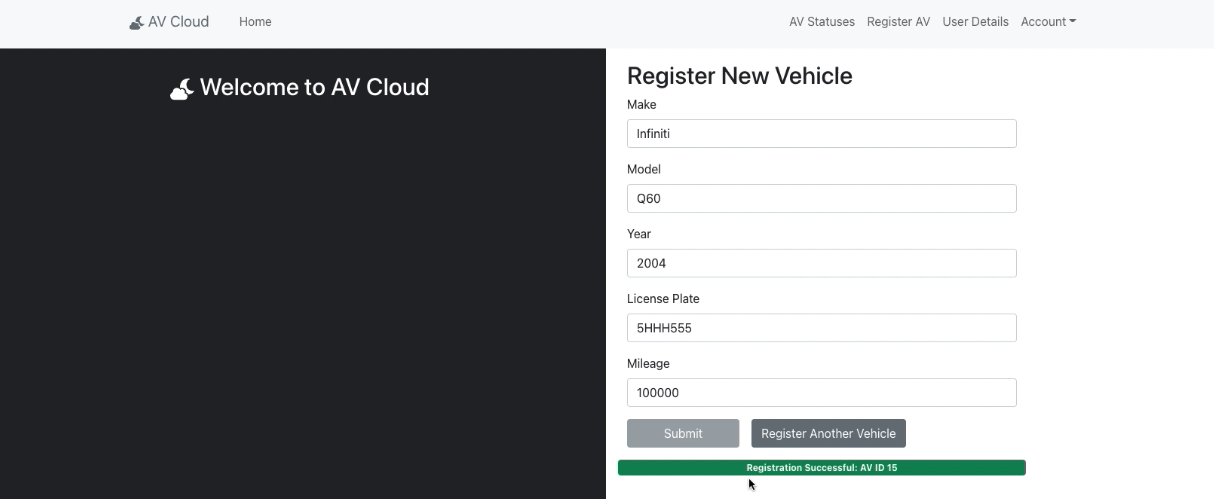 AV Cloud Home AV Statuses Register AV User Details Account
Welcome to AV Cloud
Register New Vehicle
Make
Infiniti
Model
Q60
Year
2004
License Plate
5HHH555
Mileage
100000
Submit Register Another Vehicle
Registration Successful: AV ID 15